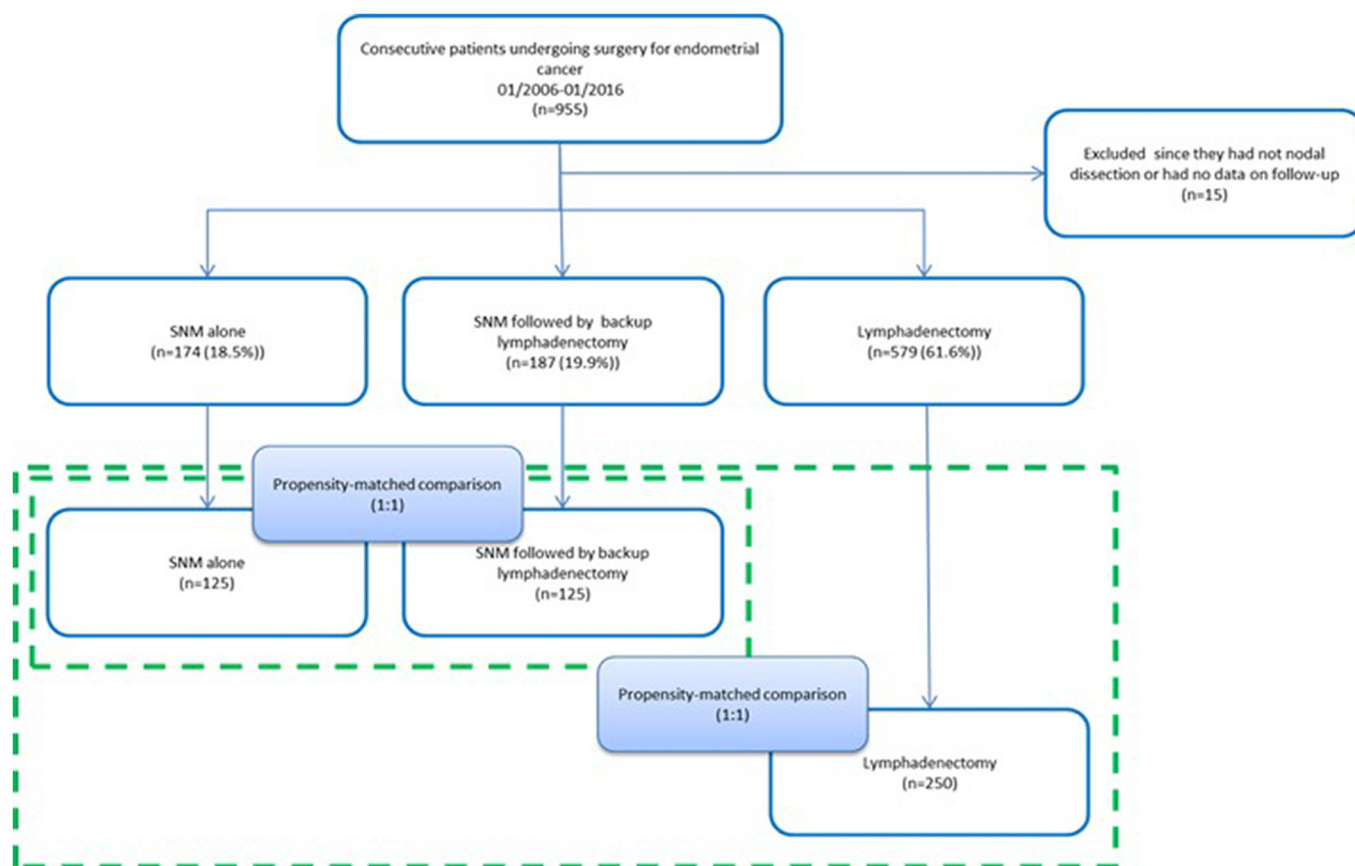 Consecutive patients undergoing surgery for endometrial
cancer
01/2006-01/2016
(n=955)
Excluded since they had not nodal
dissection or had no data on follow-up
(n=15)
SNM alone
(n=174 (18.5%))
SNM followed by backup
lymphadenectomy
(n=187 (19.9%))
Lymphadenectomy
(n=579 (61.6%))
Propensity-matched comparison
(1:1)
SNM alone
(n=125)
SNM followed by backup
lymphadenectomy
(n=125)
Propensity-matched comparison
(1:1)
Lymphadenectomy
(n=250)